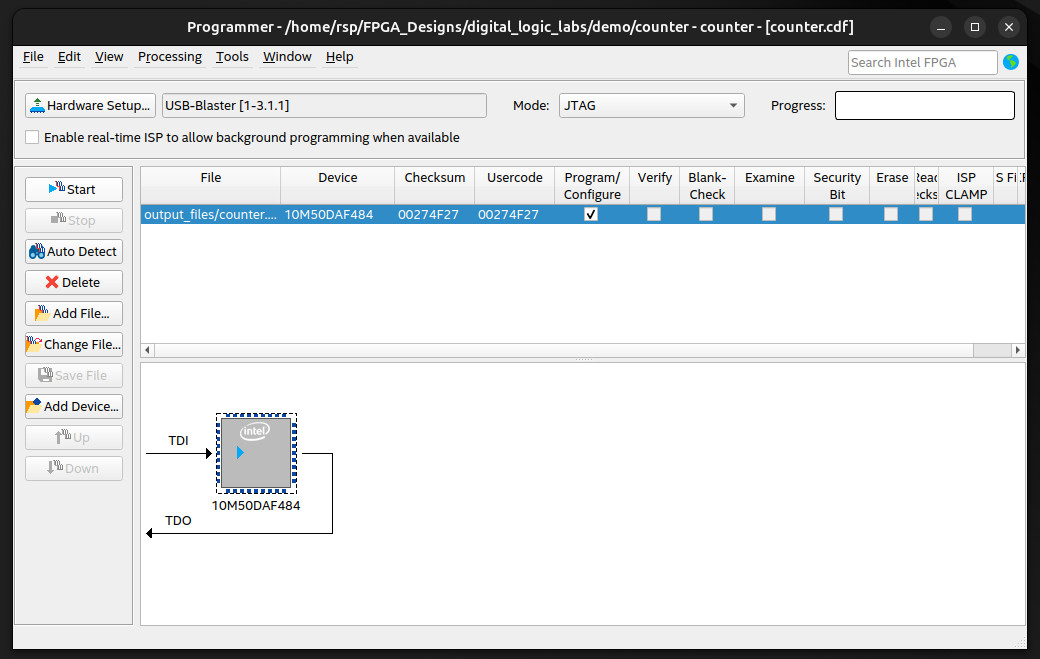 Programmer - /home/rsp/FPGA_Designs/digital_logic_labs/demo/counter - counter - [counter.cdf]
File Edit View Processing Tools Window Help
Search Intel FPGA
Hardware Setup... USB-Blaster [1-3.1.1] Mode: JTAG Progress:
Enable real-time ISP to allow background programming when available
Start
Stop
Auto Detect
Delete
Add File...
Change File...
Save File
Add Device...
Up
Down
File Device Checksum Usercode Program/ Verify Blank- Examine Security Erase ISP
Configure Check Bit CLAMP
output_files/counter.... 10M50DAF484 00274F27 00274F27
intel
TDI
10M50DAF484
TDO